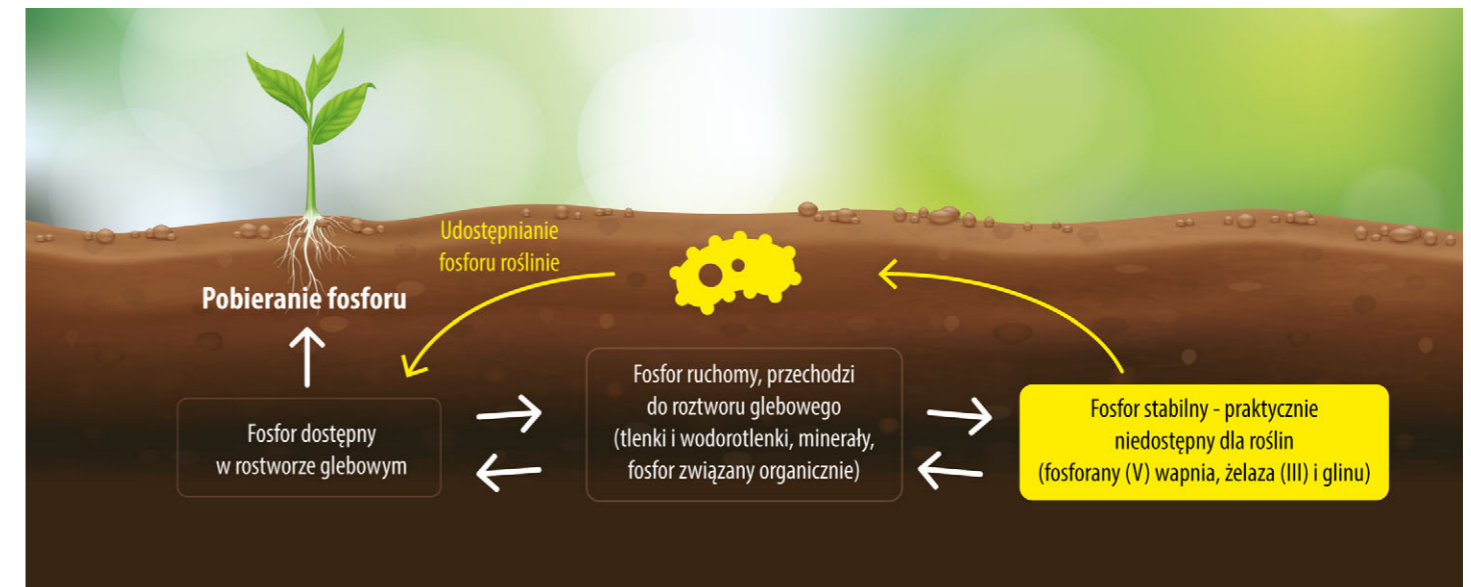 Udostępnianie
fosforu roślinie
Pobieranie fosforu
Fosfor dostępny
w rostworze glebowym
Fosfor ruchomy, przechodzi
do roztworu glebowego
(tlenki i wodorotlenki, minerały,
fosfor związany organicznie)
Fosfor stabilny - praktycznie
niedostępny dla roślin
(fosforany (V) wapnia, żelaza (III) i glinu)